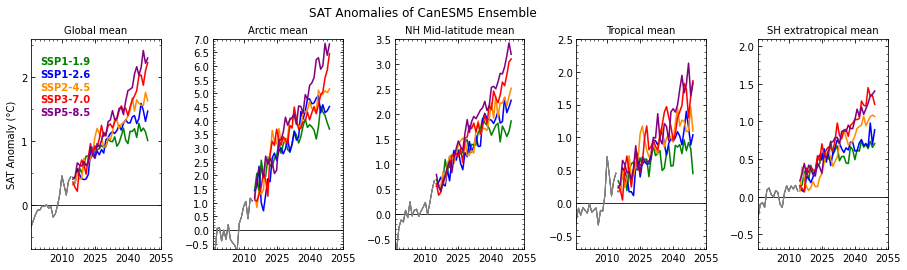 SAT Anomalies of CanESM5 Ensemble
Global mean
Arctic mean
NH Mid-latitude mean
Tropical mean
SH extratropical mean
SAT Anomaly (°C)
SSP1-1.9
SSP1-2.6
SSP2-4.5
SSP3-7.0
SSP5-8.5
2
1
0
2010 2025 2040 2055
7.0
6.5
6.0
5.5
5.0
4.5
4.0
3.5
3.0
2.5
2.0
1.5
1.0
0.5
0.0
−0.5
2010 2025 2040 2055
3.5
3.0
2.5
2.0
1.5
1.0
0.5
0.0
−0.5
2010 2025 2040 2055
2.5
2.0
1.5
1.0
0.5
0.0
−0.5
2010 2025 2040 2055
2.0
1.5
1.0
0.5
0.0
−0.5
2010 2025 2040 2055